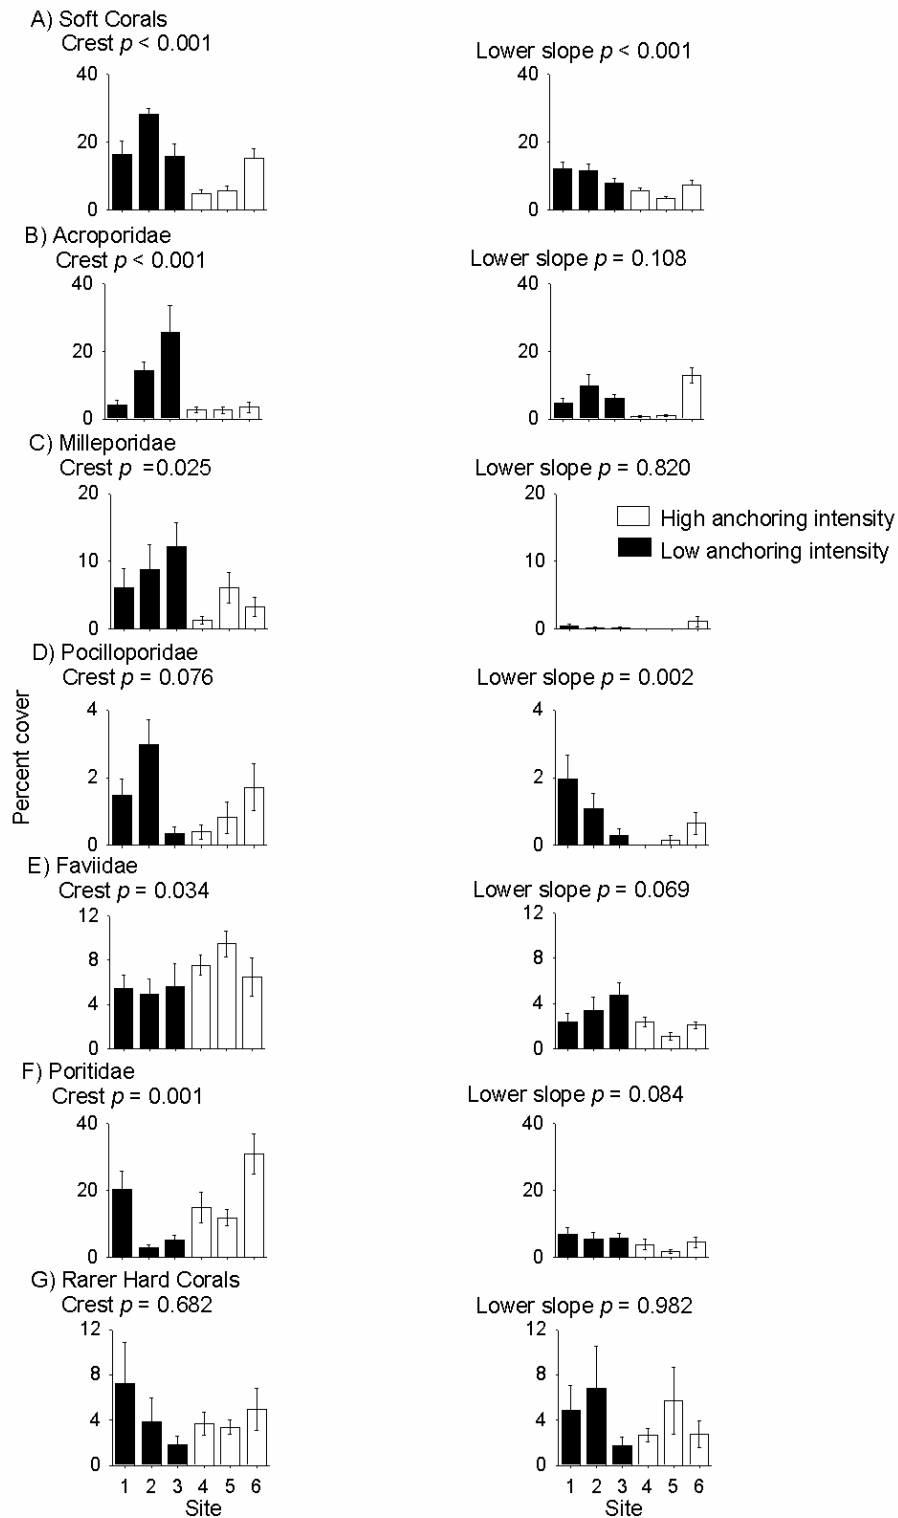 A) Soft Corals
Crest p < 0.001
Lower slope p < 0.001
40
20
0
40
20
0
B) Acroporidae
Crest p < 0.001
Lower slope p = 0.108
40
20
0
40
20
0
C) Milleporidae
Crest p =0.025
Lower slope p = 0.820
20
10
0
20
10
0
High anchoring intensity
Low anchoring intensity
D) Pocilloporidae
Crest p = 0.076
Lower slope p = 0.002
Percent cover
4
2
0
4
2
0
E) Faviidae
Crest p = 0.034
Lower slope p = 0.069
12
8
4
0
12
8
4
0
F) Poritidae
Crest p = 0.001
Lower slope p = 0.084
40
20
0
40
20
0
G) Rarer Hard Corals
Crest p = 0.682
Lower slope p = 0.982
12
8
4
0
12
8
4
0
1 2 3 4 5 6
Site
1 2 3 4 5 6
Site